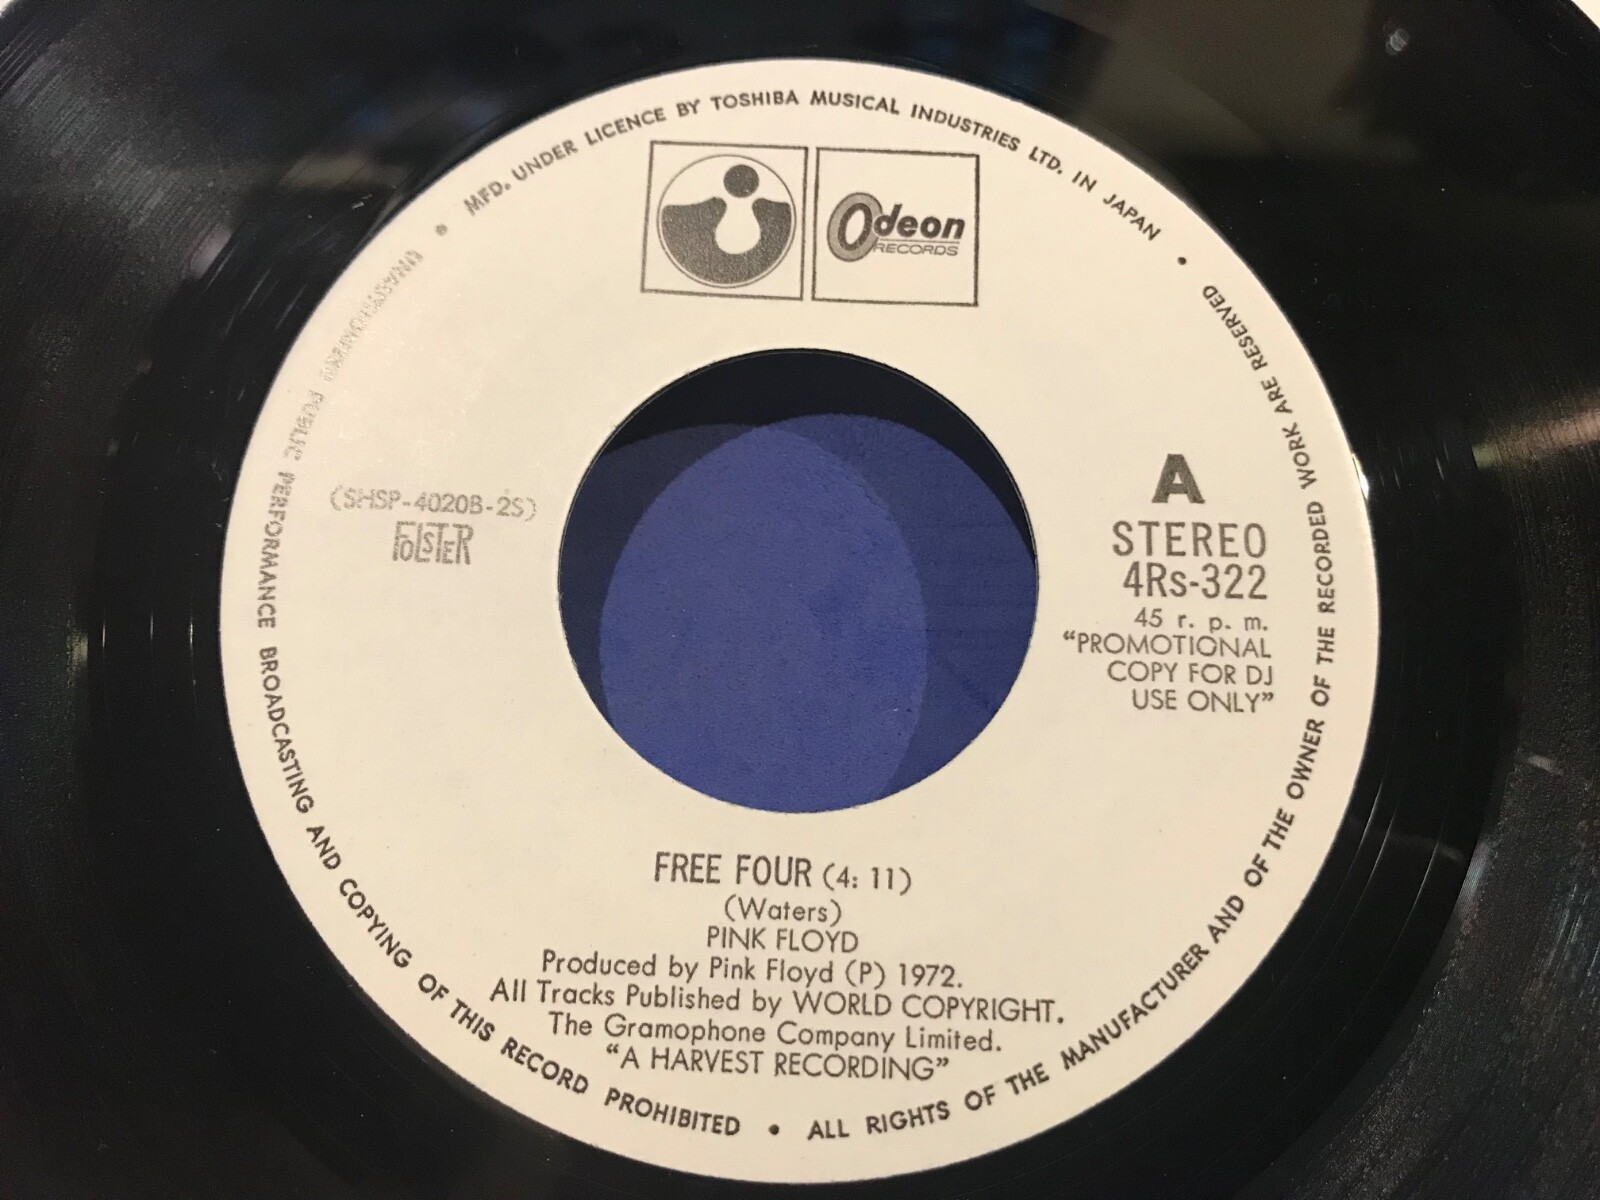 MFD. UNDER LICENCE BY TOSHIBA MUSICAL INDUSTRIES LTD. IN JAPAN •
Odeon
RECORDS
(SHSP-4020B-2S)
FOLSTER
A
STEREO
4Rs-322
45 r. p. m.
“PROMOTIONAL
COPY FOR DJ
USE ONLY”
FREE FOUR (4: 11)
(Waters)
PINK FLOYD
Produced by Pink Floyd (P) 1972.
All Tracks Published by WORLD COPYRIGHT.
The Gramophone Company Limited.
“A HARVEST RECORDING”
UNAUTHORIZED PUBLIC PERFORMANCE BROADCASTING AND COPYING OF THIS RECORD PROHIBITED • ALL RIGHTS OF THE MANUFACTURER AND OF THE OWNER OF THE RECORDED WORK ARE RESERVED